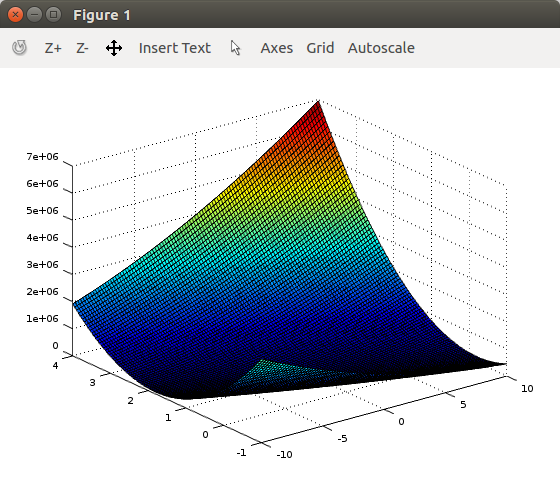 Figure 1
Z+ Z- Insert Text Axes Grid Autoscale
7e+06
6e+06
5e+06
4e+06
3e+06
2e+06
1e+06
0
4
3
2
1
0
-1
-10
-5
0
5
10